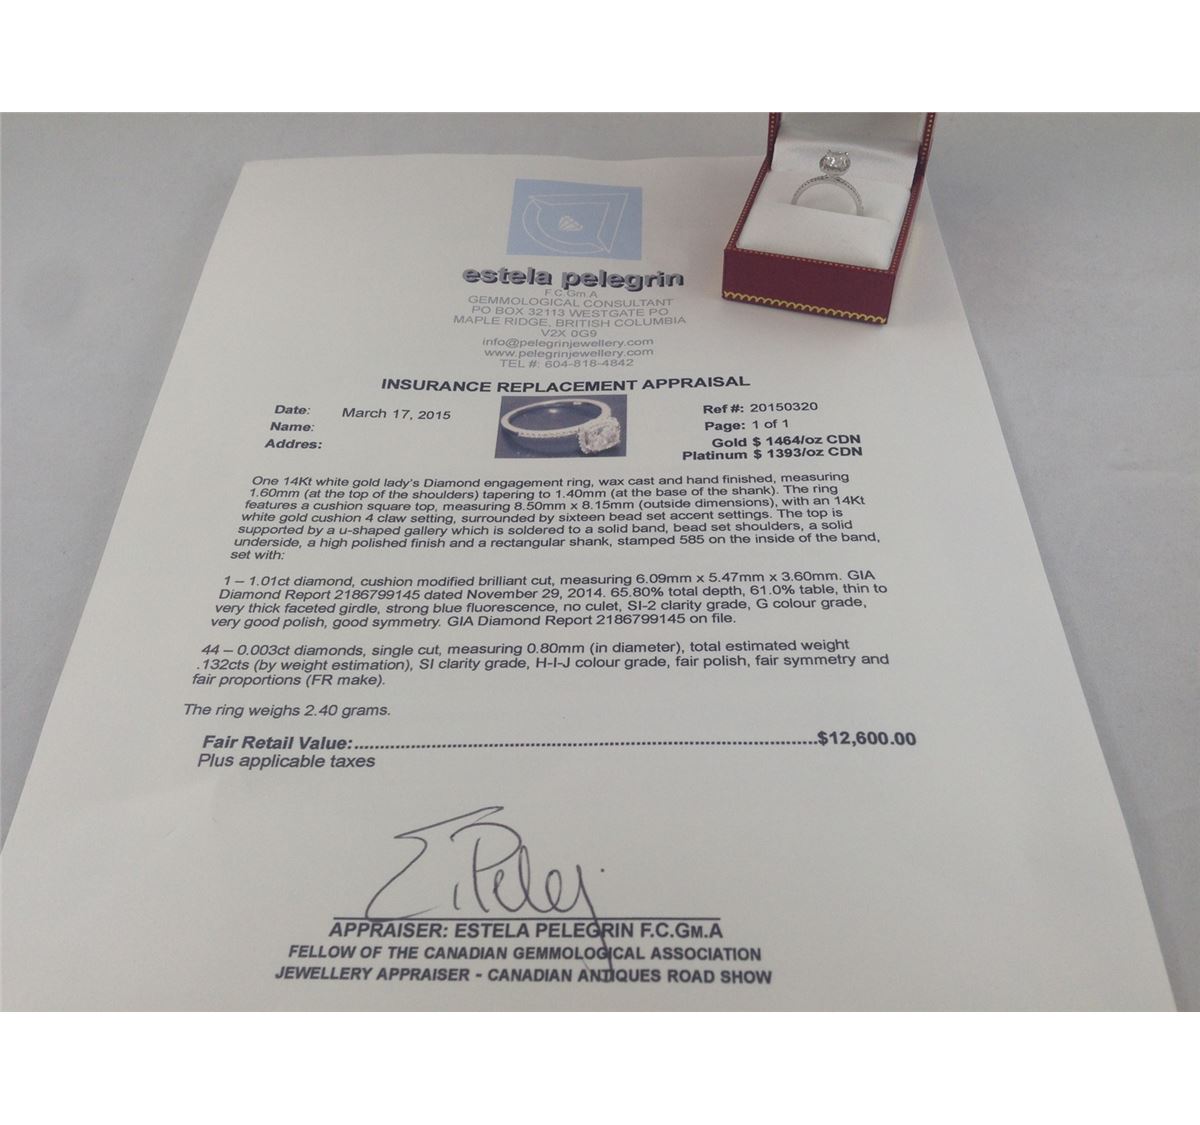 estela pelegrin
F.C.Gm.A
GEMMOLOGICAL CONSULTANT
PO BOX 32113 WESTGATE PO
MAPLE RIDGE, BRITISH COLUMBIA
V2X 0G9
info@pelegrinjewellery.com
www.pelegrinjewellery.com
TEL #: 604-818-4842
INSURANCE REPLACEMENT APPRAISAL
Date: March 17, 2015
Name:
Addres:
Ref #: 20150320
Page: 1 of 1
Gold $ 1464/oz CDN
Platinum $ 1393/oz CDN
One 14Kt white gold lady's Diamond engagement ring, wax cast and hand finished, measuring
1.60mm (at the top of the shoulders) tapering to 1.40mm (at the base of the shank). The ring
features a cushion square top, measuring 8.50mm x 8.15mm (outside dimensions), with an 14Kt
white gold cushion 4 claw setting, surrounded by sixteen bead set accent settings. The top is
supported by a u-shaped gallery which is soldered to a solid band, bead set shoulders, a solid
underside, a high polished finish and a rectangular shank, stamped 585 on the inside of the band,
set with:
1 – 1.01ct diamond, cushion modified brilliant cut, measuring 6.09mm x 5.47mm x 3.60mm. GIA
Diamond Report 2186799145 dated November 29, 2014. 65.80% total depth, 61.0% table, thin to
very thick faceted girdle, strong blue fluorescence, no culet, SI-2 clarity grade, G colour grade,
very good polish, good symmetry. GIA Diamond Report 2186799145 on file.
44 – 0.003ct diamonds, single cut, measuring 0.80mm (in diameter), total estimated weight
.132cts (by weight estimation), SI clarity grade, H-I-J colour grade, fair polish, fair symmetry and
fair proportions (FR make).
The ring weighs 2.40 grams.
Fair Retail Value:..........................................................................................$12,600.00
Plus applicable taxes
E. Peleg.
APPRAISER: ESTELA PELEGRIN F.C.GM.A
FELLOW OF THE CANADIAN GEMMOLOGICAL ASSOCIATION
JEWELLERY APPRAISER - CANADIAN ANTIQUES ROAD SHOW